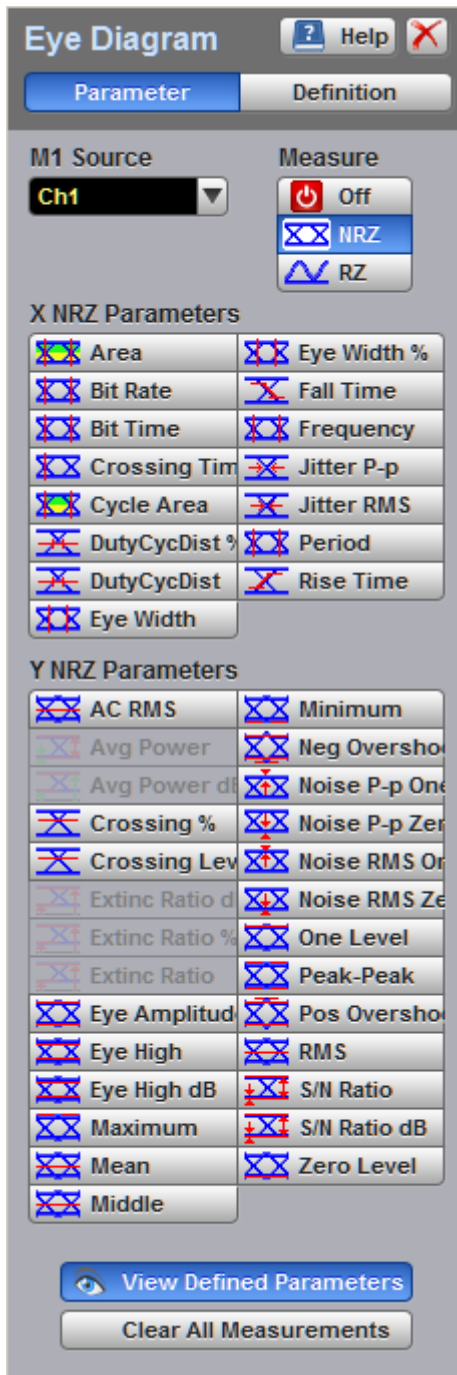 Eye Diagram Help
Parameter Definition
M1 Source Measure
Ch1 Off
NRZ
RZ
X NRZ Parameters
Area Eye Width %
Bit Rate Fall Time
Bit Time Frequency
Crossing Tim Jitter P-p
Cycle Area Jitter RMS
DutyCycDist % Period
DutyCycDist Rise Time
Eye Width
Y NRZ Parameters
AC RMS Minimum
Avg Power Neg Oversho
Avg Power dB Noise P-p One
Crossing % Noise P-p Zer
Crossing Lev Noise RMS On
Extinc Ratio d Noise RMS Ze
Extinc Ratio % One Level
Extinc Ratio Peak-Peak
Eye Amplitud Pos Oversho
Eye High RMS
Eye High dB S/N Ratio
Maximum S/N Ratio dB
Mean Zero Level
Middle
View Defined Parameters
Clear All Measurements